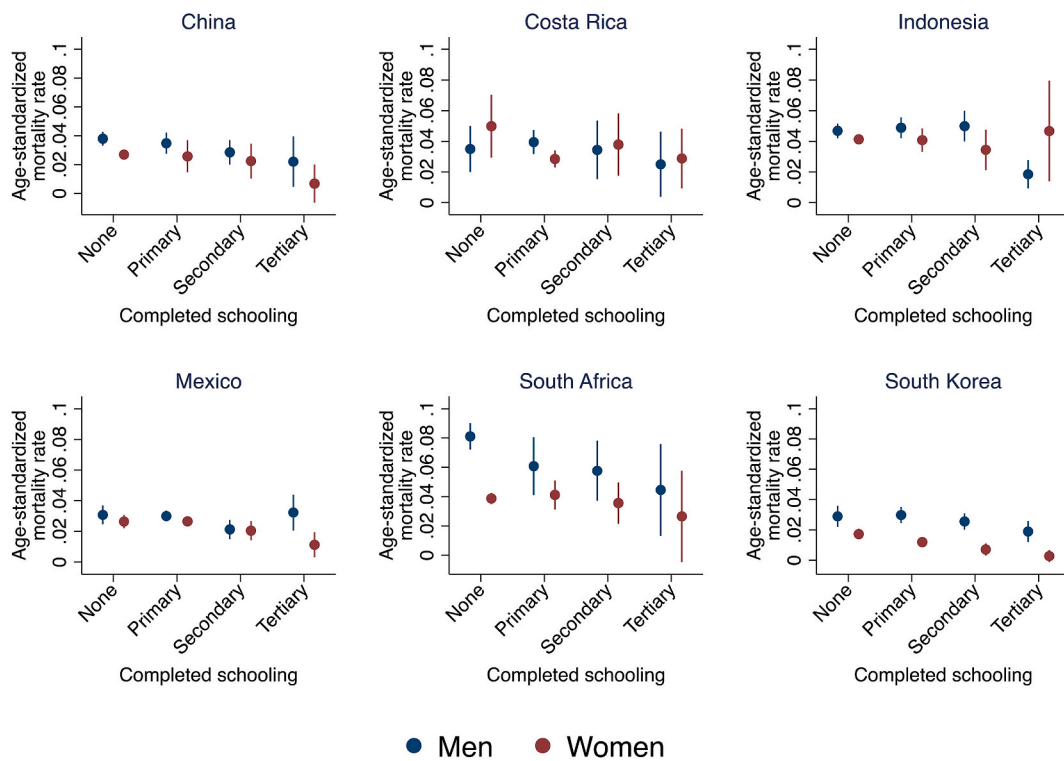 China
Age-standardized
mortality rate
0 .02 .04 .06 .08 .1
None Primary Secondary Tertiary
Completed schooling
Costa Rica
Age-standardized
mortality rate
0 .02 .04 .06 .08 .1
None Primary Secondary Tertiary
Completed schooling
Indonesia
Age-standardized
mortality rate
0 .02 .04 .06 .08 .1
None Primary Secondary Tertiary
Completed schooling
Mexico
Age-standardized
mortality rate
0 .02 .04 .06 .08 .1
None Primary Secondary Tertiary
Completed schooling
South Africa
Age-standardized
mortality rate
0 .02 .04 .06 .08 .1
None Primary Secondary Tertiary
Completed schooling
South Korea
Age-standardized
mortality rate
0 .02 .04 .06 .08 .1
None Primary Secondary Tertiary
Completed schooling
Men Women